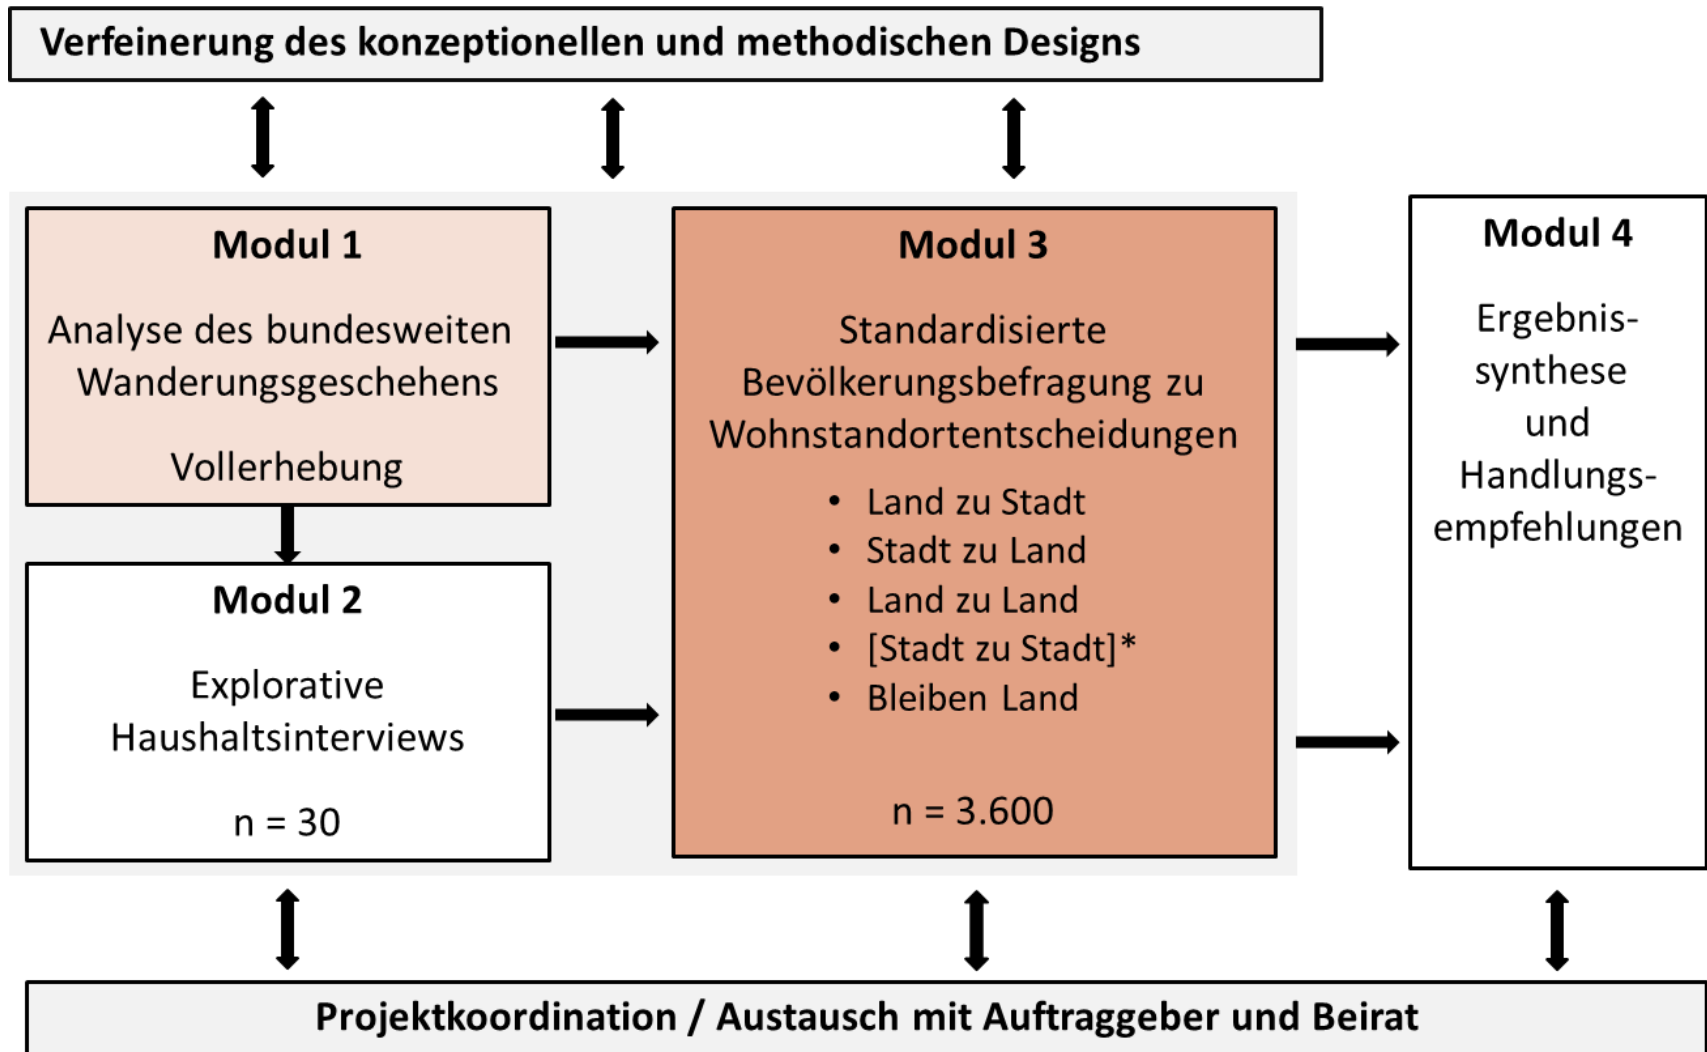 Verfeinerung des konzeptionellen und methodischen Designs
Modul 1
Analyse des bundesweiten
Wanderungsgeschehens
Vollerhebung
Modul 2
Explorative
Haushaltsinterviews
n = 30
Modul 3
Standardisierte
Bevölkerungsbefragung zu
Wohnstandortentscheidungen
• Land zu Stadt
• Stadt zu Land
• Land zu Land
• [Stadt zu Stadt]*
• Bleiben Land
n = 3.600
Modul 4
Ergebnis-
synthese
und
Handlungs-
empfehlungen
Projektkoordination / Austausch mit Auftraggeber und Beirat